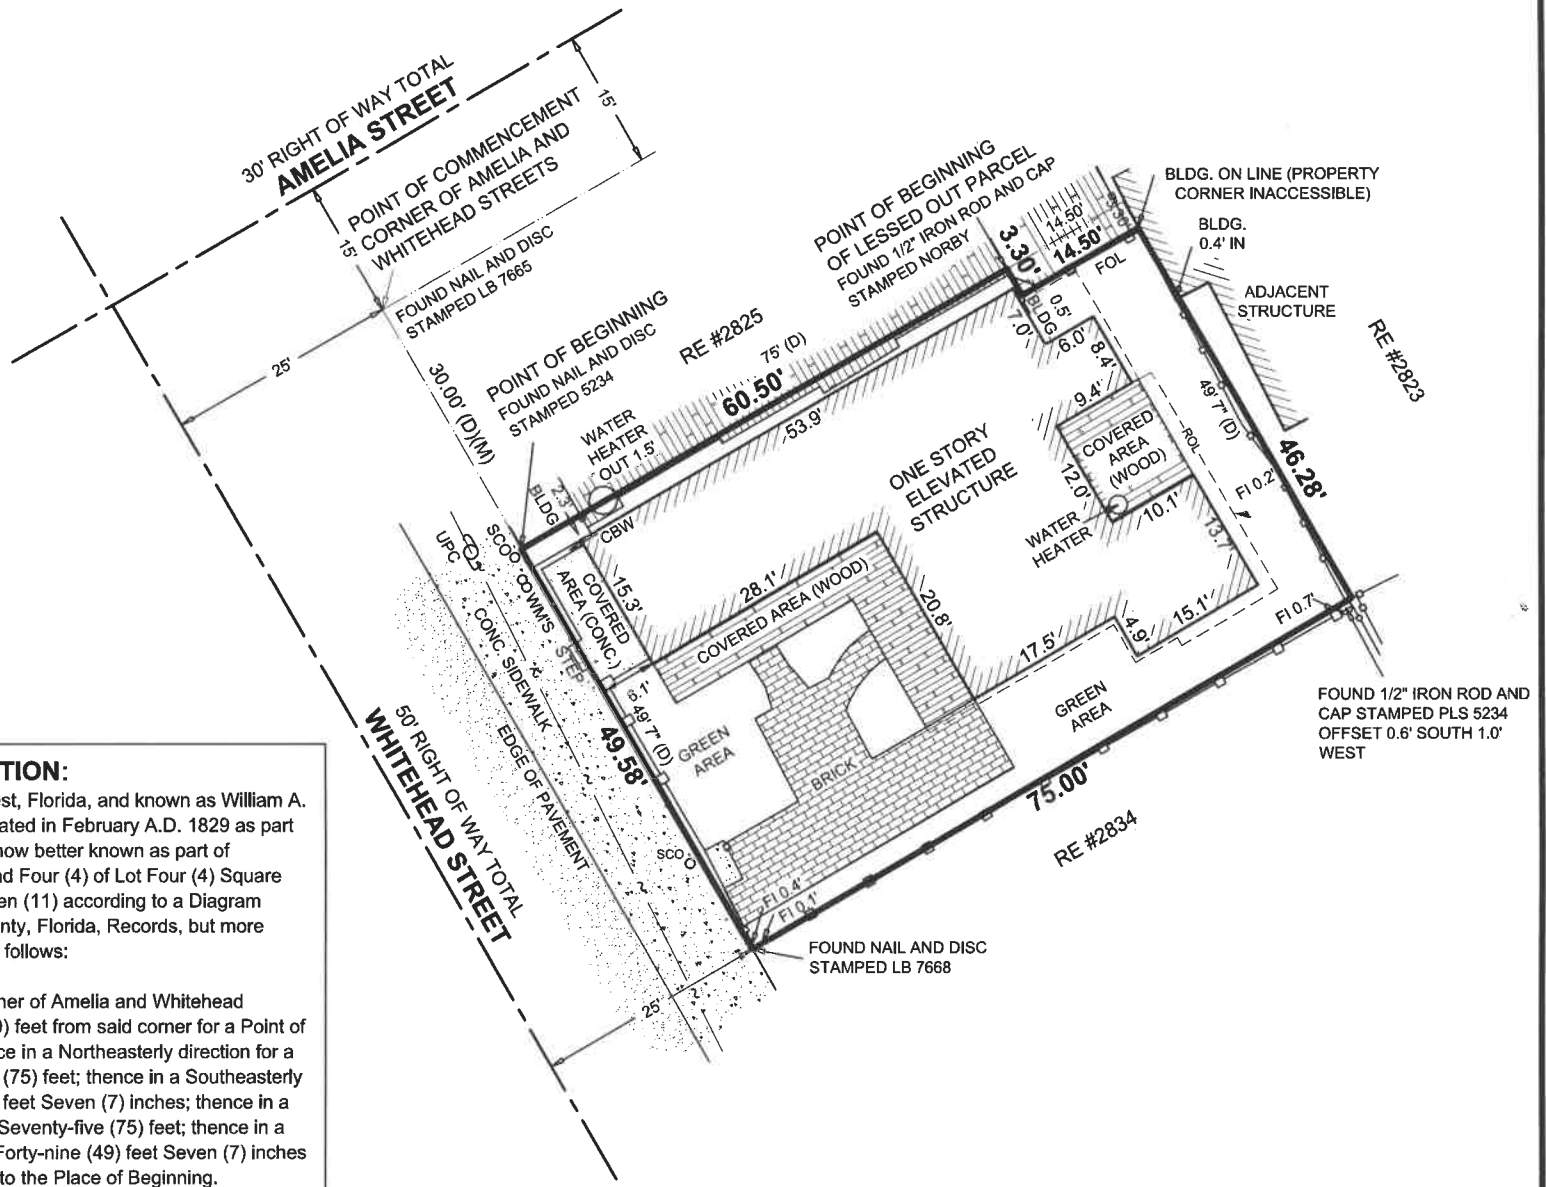 30' RIGHT OF WAY TOTAL
AMELIA STREET
15'
15'
POINT OF COMMENCEMENT
CORNER OF AMELIA AND
WHITEHEAD STREETS
FOUND NAIL AND DISC
STAMPED LB 7665
25'
30.00' (D)(M)
POINT OF BEGINNING
FOUND NAIL AND DISC
STAMPED 5234
RE #2825
75' (D)
60.50'
POINT OF BEGINNING
OF LESSED OUT PARCEL
FOUND 1/2" IRON ROD AND CAP
STAMPED NORBY
3.30'
14.50'
14.50'
3.30'
BLDG. ON LINE (PROPERTY
CORNER INACCESSIBLE)
BLDG.
0.4' IN
ADJACENT
STRUCTURE
RE #2823
FOL
BLDG
0.5'
7.0'
6.0'
8.4'
9.4'
49' 7" (D)
46.28'
COVERED
AREA
(WOOD)
ROL
12.0'
10.1'
13.7'
WATER
HEATER
FI 0.2'
FI 0.7'
WATER
HEATER
OUT 1.5'
BLDG
2.3'
CBW
53.9'
ONE STORY
ELEVATED
STRUCTURE
SCO
UPC
WM'S
STEP
COVERED
AREA (CONC.)
15.3'
28.1'
COVERED AREA (WOOD)
20.8'
17.5'
4.9'
15.1'
6.1'
49' 7" (D)
49.58'
CONC. SIDEWALK
EDGE OF PAVEMENT
GREEN
AREA
BRICK
GREEN
AREA
SCO
FI 0.4'
FI 0.1'
75.00'
RE #2834
FOUND 1/2" IRON ROD AND
CAP STAMPED PLS 5234
OFFSET 0.6' SOUTH 1.0'
WEST
FOUND NAIL AND DISC
STAMPED LB 7668
25'
50' RIGHT OF WAY TOTAL
WHITEHEAD STREET
TION:
est, Florida, and known as William A.
ated in February A.D. 1829 as part
now better known as part of
nd Four (4) of Lot Four (4) Square
en (11) according to a Diagram
nty, Florida, Records, but more
follows:
ner of Amelia and Whitehead
) feet from said corner for a Point of
ce in a Northeasterly direction for a
(75) feet; thence in a Southeasterly
feet Seven (7) inches; thence in a
Seventy-five (75) feet; thence in a
Forty-nine (49) feet Seven (7) inches
to the Place of Beginning.